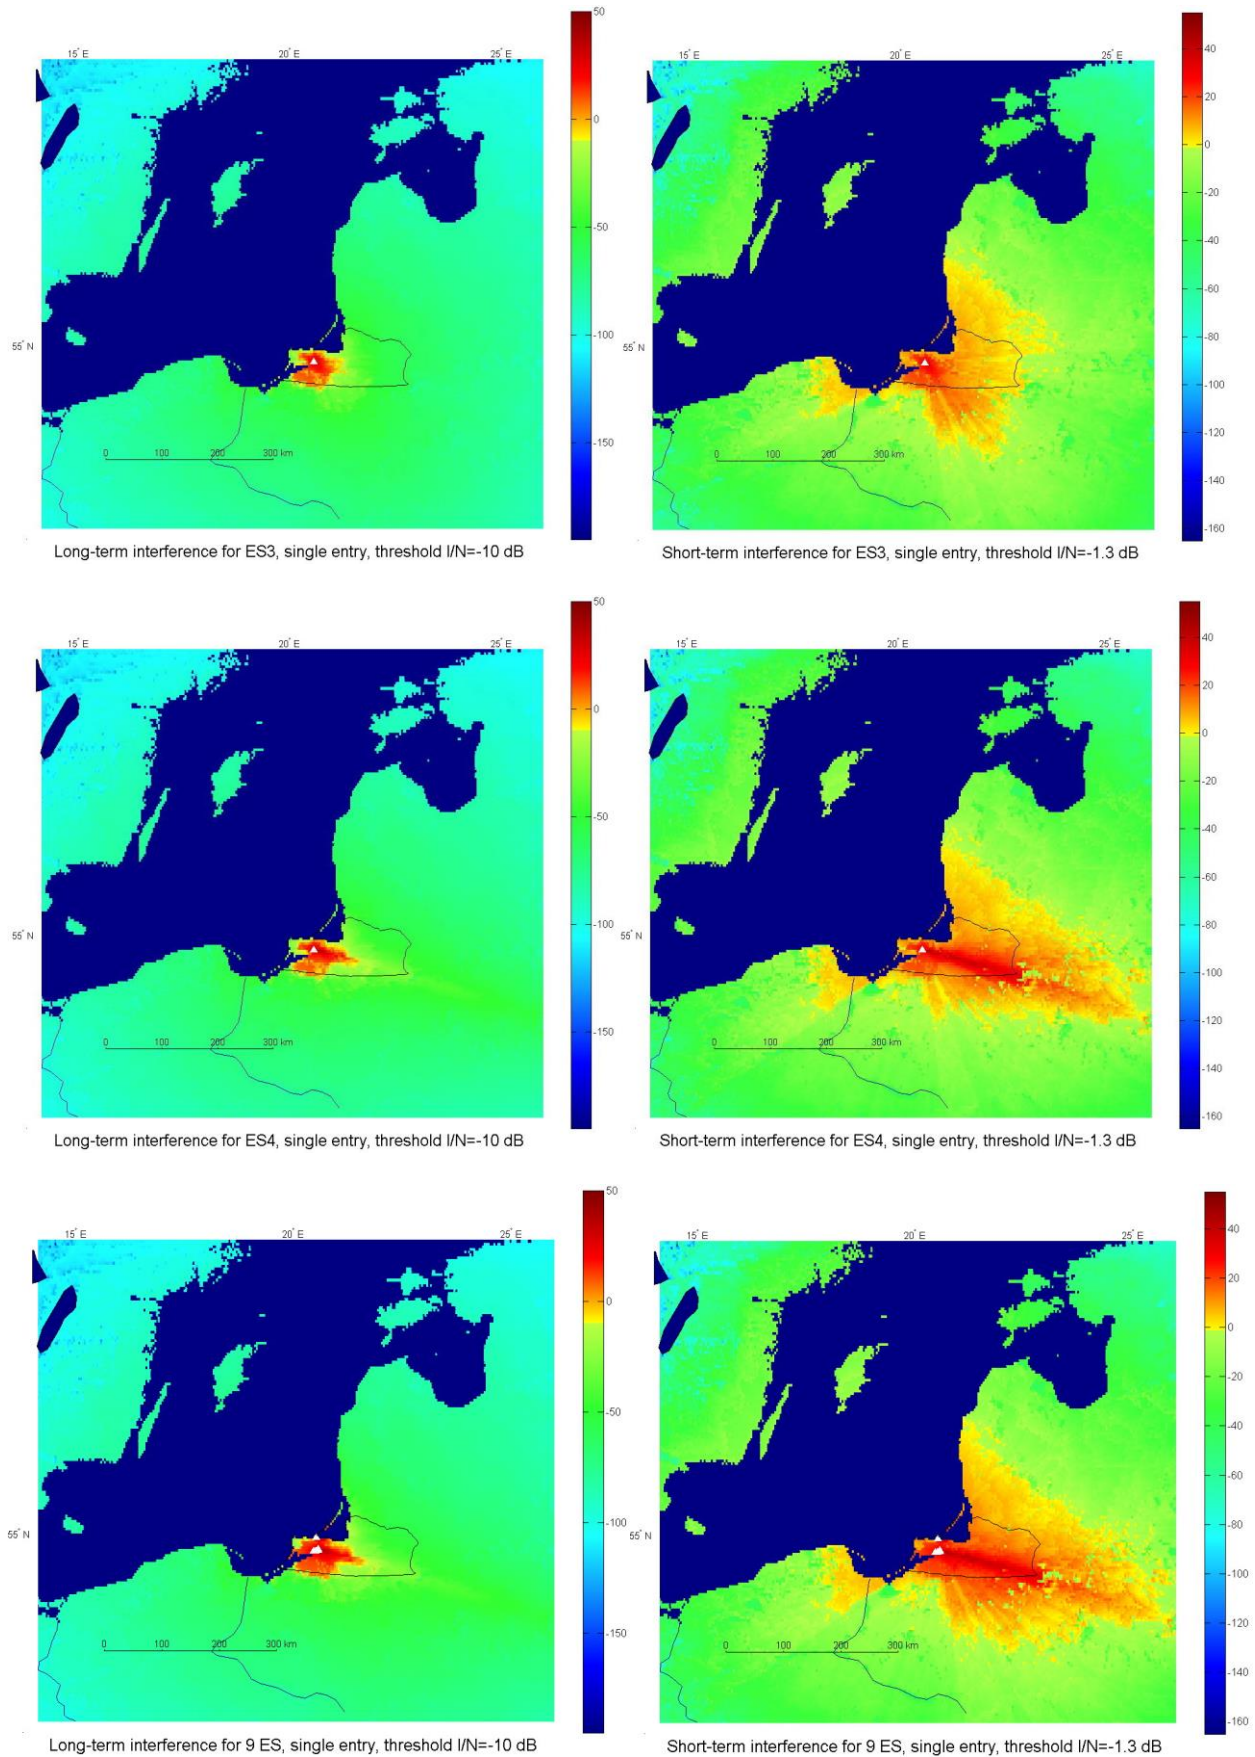 50
0
-50
-100
-150
15° E
20° E
25° E
55° N
0 100 200 300 km
Long-term interference for ES3, single entry, threshold I/N=-10 dB
40
20
0
-20
-40
-60
-80
-100
-120
-140
-160
15° E
20° E
25° E
55° N
0 100 200 300 km
Short-term interference for ES3, single entry, threshold I/N=-1.3 dB
50
0
-50
-100
-150
15° E
20° E
25° E
55° N
0 100 200 300 km
Long-term interference for ES4, single entry, threshold I/N=-10 dB
40
20
0
-20
-40
-60
-80
-100
-120
-140
-160
15° E
20° E
25° E
55° N
0 100 200 300 km
Short-term interference for ES4, single entry, threshold I/N=-1.3 dB
50
0
-50
-100
-150
15° E
20° E
25° E
55° N
0 100 200 300 km
Long-term interference for 9 ES, single entry, threshold I/N=-10 dB
40
20
0
-20
-40
-60
-80
-100
-120
-140
-160
15° E
20° E
25° E
55° N
0 100 200 300 km
Short-term interference for 9 ES, single entry, threshold I/N=-1.3 dB